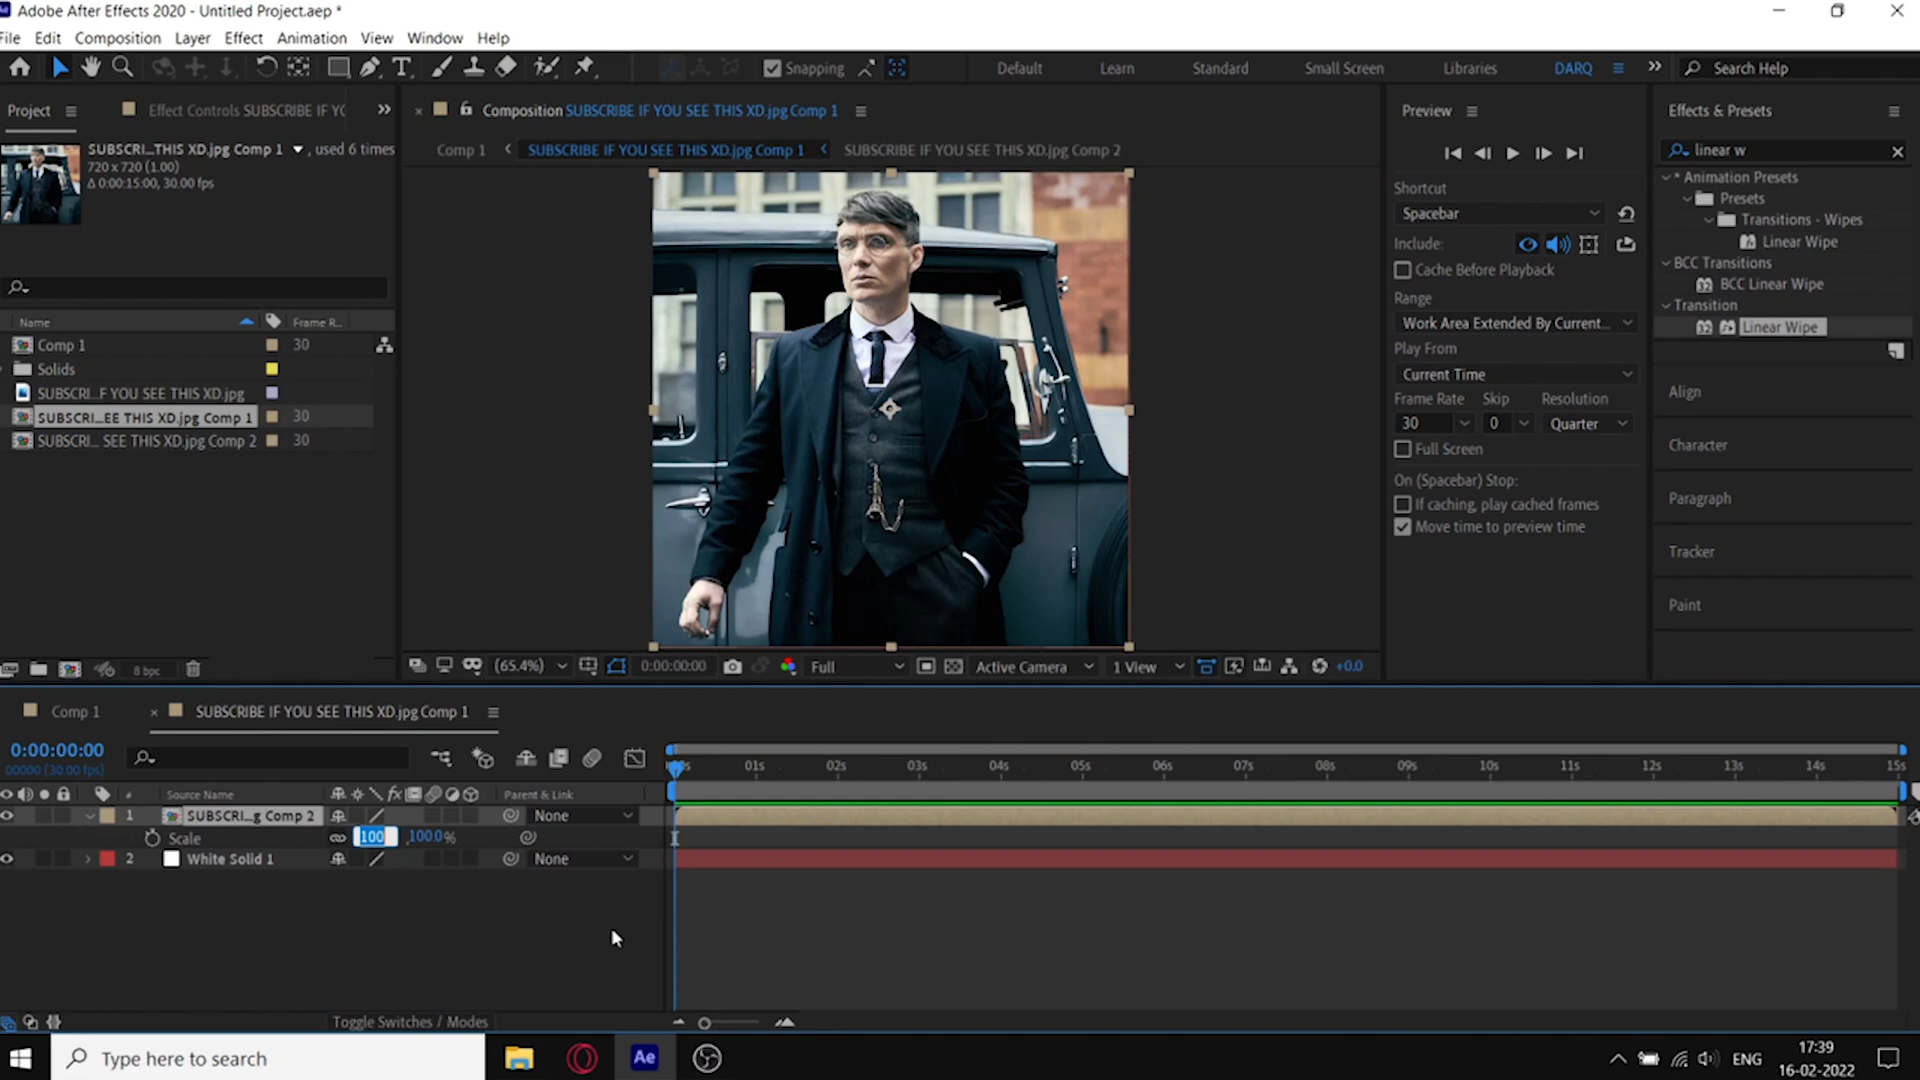 Adobe After Effects 2020 - Untitled Project.aep *
File Edit Composition Layer Effect Animation View Window Help
Snapping Default Learn Standard Small Screen Libraries DARQ Search Help
Project Effect Controls SUBSCRIBE IF YO
SUBSCRI...THIS XD.jpg Comp 1 , used 6 times
720 x 720 (1.00)
Δ 0:00:15:00, 30.00 fps
Name Frame R...
Comp 1 30
Solids
SUBSCRI...F YOU SEE THIS XD.jpg
SUBSCRI...EE THIS XD.jpg Comp 1 30
SUBSCRI... SEE THIS XD.jpg Comp 2 30
8 bpc
Composition SUBSCRIBE IF YOU SEE THIS XD.jpg Comp 1
Comp 1 SUBSCRIBE IF YOU SEE THIS XD.jpg Comp 1 SUBSCRIBE IF YOU SEE THIS XD.jpg Comp 2
(65.4%) 0:00:00:00 Full Active Camera 1 View +0.0
Preview
Shortcut
Spacebar
Include:
Cache Before Playback
Range
Work Area Extended By Current...
Play From
Current Time
Frame Rate Skip Resolution
30 0 Quarter
Full Screen
On (Spacebar) Stop:
If caching, play cached frames
Move time to preview time
Effects & Presets
linear w
* Animation Presets
Presets
Transitions - Wipes
Linear Wipe
BCC Transitions
BCC Linear Wipe
Transition
Linear Wipe
Align
Character
Paragraph
Tracker
Paint
Comp 1 SUBSCRIBE IF YOU SEE THIS XD.jpg Comp 1
0:00:00:00
00000 (30.00 fps)
01s 02s 03s 04s 05s 06s 07s 08s 09s 10s 11s 12s 13s 14s 15s
# Source Name fx Parent & Link
1 SUBSCRI...g Comp 2 None
Scale 100 ,100.0%
2 White Solid 1 None
Toggle Switches / Modes
Type here to search
Ae
ENG
17:39
16-02-2022